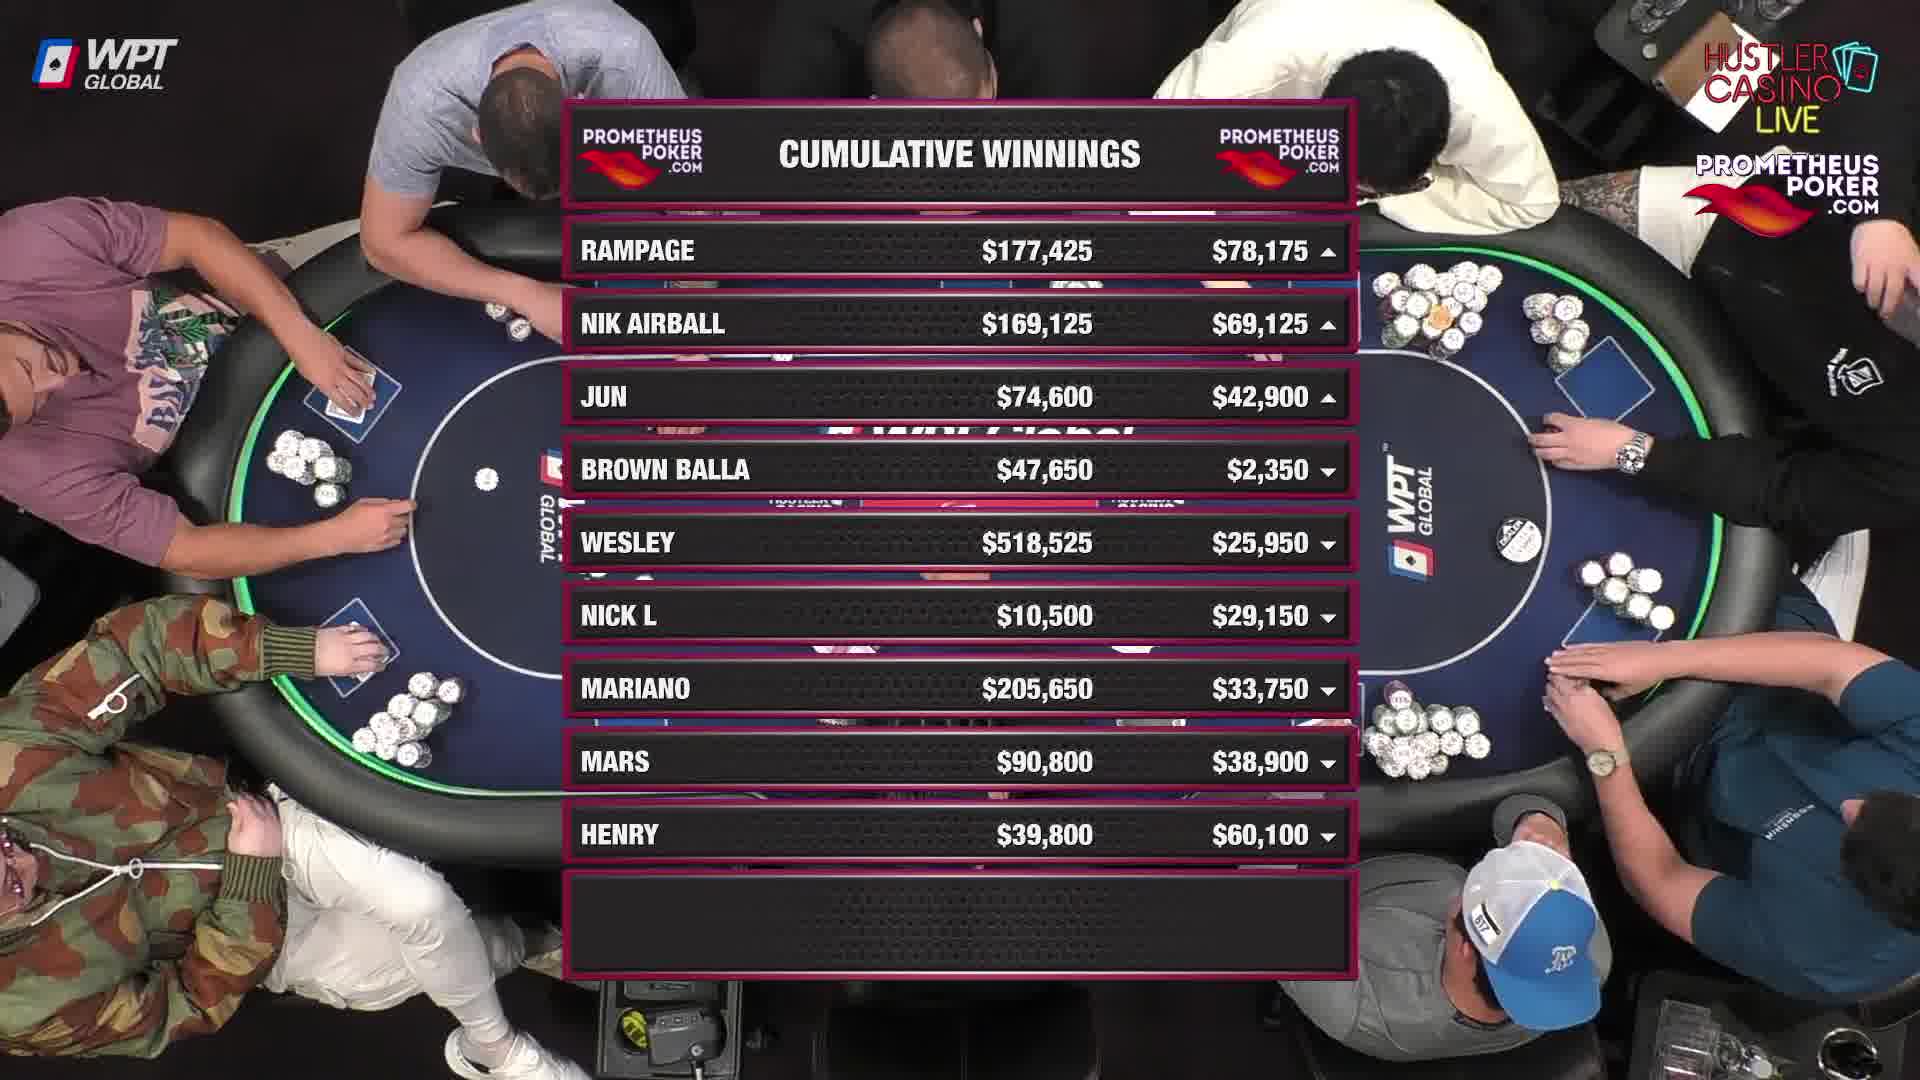 WPT
GLOBAL
HUSTLER
CASINO
LIVE
PROMETHEUS
POKER
.COM
PROMETHEUS
POKER
.COM
CUMULATIVE WINNINGS
PROMETHEUS
POKER
.COM
RAMPAGE $177,425 $78,175
NIK AIRBALL $169,125 $69,125
JUN $74,600 $42,900
BROWN BALLA $47,650 $2,350
WESLEY $518,525 $25,950
NICK L $10,500 $29,150
MARIANO $205,650 $33,750
MARS $90,800 $38,900
HENRY $39,800 $60,100
WPT
GLOBAL
GLOBAL